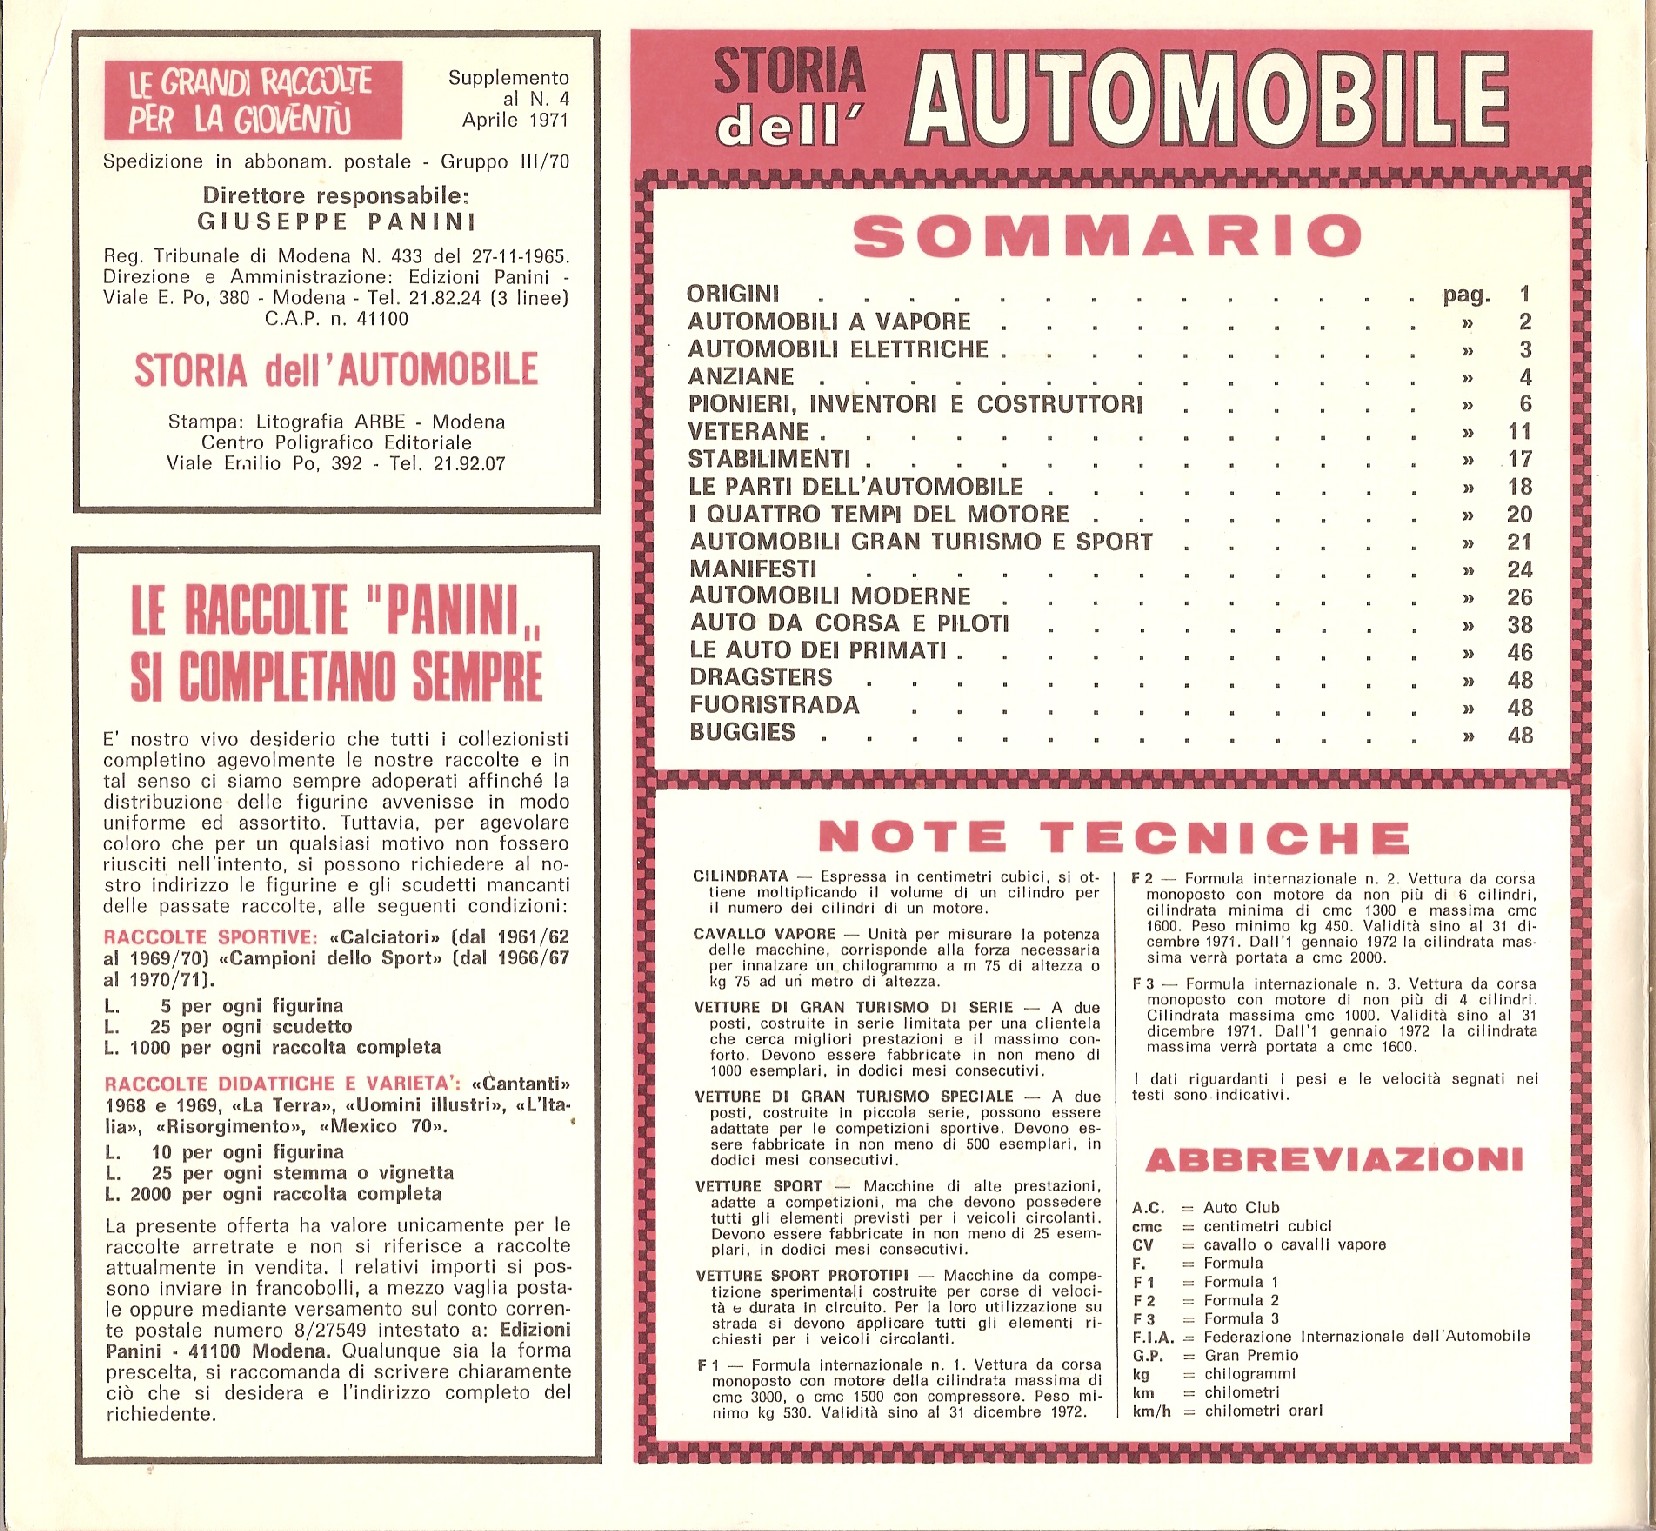 LE GRANDI RACCOLTE
PER LA GIOVENTÙ
Supplemento
al N. 4
Aprile 1971
Spedizione in abbonam. postale - Gruppo III/70
Direttore responsabile:
GIUSEPPE PANINI
Reg. Tribunale di Modena N. 433 del 27-11-1965.
Direzione e Amministrazione: Edizioni Panini -
Viale E. Po, 380 - Modena - Tel. 21.82.24 (3 linee)
C.A.P. n. 41100
STORIA dell'AUTOMOBILE
Stampa: Litografia ARBE - Modena
Centro Poligrafico Editoriale
Viale Emilio Po, 392 - Tel. 21.92.07
LE RACCOLTE "PANINI„
SI COMPLETANO SEMPRE
E' nostro vivo desiderio che tutti i collezionisti
completino agevolmente le nostre raccolte e in
tal senso ci siamo sempre adoperati affinché la
distribuzione delle figurine avvenisse in modo
uniforme ed assortito. Tuttavia, per agevolare
coloro che per un qualsiasi motivo non fossero
riusciti nell'intento, si possono richiedere al no-
stro indirizzo le figurine e gli scudetti mancanti
delle passate raccolte, alle seguenti condizioni:
RACCOLTE SPORTIVE: «Calciatori» (dal 1961/62
al 1969/70) «Campioni dello Sport» (dal 1966/67
al 1970/71).
L. 5 per ogni figurina
L. 25 per ogni scudetto
L. 1000 per ogni raccolta completa
RACCOLTE DIDATTICHE E VARIETA': «Cantanti»
1968 e 1969, «La Terra», «Uomini illustri», «L'Ita-
lia», «Risorgimento», «Mexico 70».
L. 10 per ogni figurina
L. 25 per ogni stemma o vignetta
L. 2000 per ogni raccolta completa
La presente offerta ha valore unicamente per le
raccolte arretrate e non si riferisce a raccolte
attualmente in vendita. I relativi importi si pos-
sono inviare in francobolli, a mezzo vaglia posta-
le oppure mediante versamento sul conto corren-
te postale numero 8/27549 intestato a: Edizioni
Panini - 41100 Modena. Qualunque sia la forma
prescelta, si raccomanda di scrivere chiaramente
ciò che si desidera e l'indirizzo completo del
richiedente.
STORIA dell' AUTOMOBILE
SOMMARIO
ORIGINI . . . . . . . . . . . . . . pag. 1
AUTOMOBILI A VAPORE . . . . . . . . . . » 2
AUTOMOBILI ELETTRICHE . . . . . . . . . . » 3
ANZIANE . . . . . . . . . . . . . . » 4
PIONIERI, INVENTORI E COSTRUTTORI . . . . . . » 6
VETERANE . . . . . . . . . . . . . . » 11
STABILIMENTI . . . . . . . . . . . . . » 17
LE PARTI DELL'AUTOMOBILE . . . . . . . . . » 18
I QUATTRO TEMPI DEL MOTORE . . . . . . . . » 20
AUTOMOBILI GRAN TURISMO E SPORT . . . . . . » 21
MANIFESTI . . . . . . . . . . . . . » 24
AUTOMOBILI MODERNE . . . . . . . . . . » 26
AUTO DA CORSA E PILOTI . . . . . . . . . » 38
LE AUTO DEI PRIMATI . . . . . . . . . . . » 46
DRAGSTERS . . . . . . . . . . . . . » 48
FUORISTRADA . . . . . . . . . . . . » 48
BUGGIES . . . . . . . . . . . . . . » 48
NOTE TECNICHE
CILINDRATA — Espressa in centimetri cubici, si ot-
tiene moltiplicando il volume di un cilindro per
il numero dei cilindri di un motore.
CAVALLO VAPORE — Unità per misurare la potenza
delle macchine, corrisponde alla forza necessaria
per innalzare un chilogrammo a m 75 di altezza o
kg 75 ad un metro di altezza.
VETTURE DI GRAN TURISMO DI SERIE — A due
posti, costruite in serie limitata per una clientela
che cerca migliori prestazioni e il massimo con-
forto. Devono essere fabbricate in non meno di
1000 esemplari, in dodici mesi consecutivi.
VETTURE DI GRAN TURISMO SPECIALE — A due
posti, costruite in piccola serie, possono essere
adattate per le competizioni sportive. Devono es-
sere fabbricate in non meno di 500 esemplari, in
dodici mesi consecutivi.
VETTURE SPORT — Macchine di alte prestazioni,
adatte a competizioni, ma che devono possedere
tutti gli elementi previsti per i veicoli circolanti.
Devono essere fabbricate in non meno di 25 esem-
plari, in dodici mesi consecutivi.
VETTURE SPORT PROTOTIPI — Macchine da compe-
tizione sperimentali costruite per corse di veloci-
tà e durata in circuito. Per la loro utilizzazione su
strada si devono applicare tutti gli elementi ri-
chiesti per i veicoli circolanti.
F 1 — Formula internazionale n. 1. Vettura da corsa
monoposto con motore della cilindrata massima di
cmc 3000, o cmc 1500 con compressore. Peso mi-
nimo kg 530. Validità sino al 31 dicembre 1972.
F 2 — Formula internazionale n. 2. Vettura da corsa
monoposto con motore da non più di 6 cilindri,
cilindrata minima di cmc 1300 e massima cmc
1600. Peso minimo kg 450. Validità sino al 31 di-
cembre 1971. Dall'1 gennaio 1972 la cilindrata mas-
sima verrà portata a cmc 2000.
F 3 — Formula internazionale n. 3. Vettura da corsa
monoposto con motore di non più di 4 cilindri.
Cilindrata massima cmc 1000. Validità sino al 31
dicembre 1971. Dall'1 gennaio 1972 la cilindrata
massima verrà portata a cmc 1600.
I dati riguardanti i pesi e le velocità segnati nei
testi sono indicativi.
ABBREVIAZIONI
A.C. = Auto Club
cmc = centimetri cubici
CV = cavallo o cavalli vapore
F. = Formula
F 1 = Formula 1
F 2 = Formula 2
F 3 = Formula 3
F.I.A. = Federazione Internazionale dell'Automobile
G.P. = Gran Premio
kg = chilogrammi
km = chilometri
km/h = chilometri orari